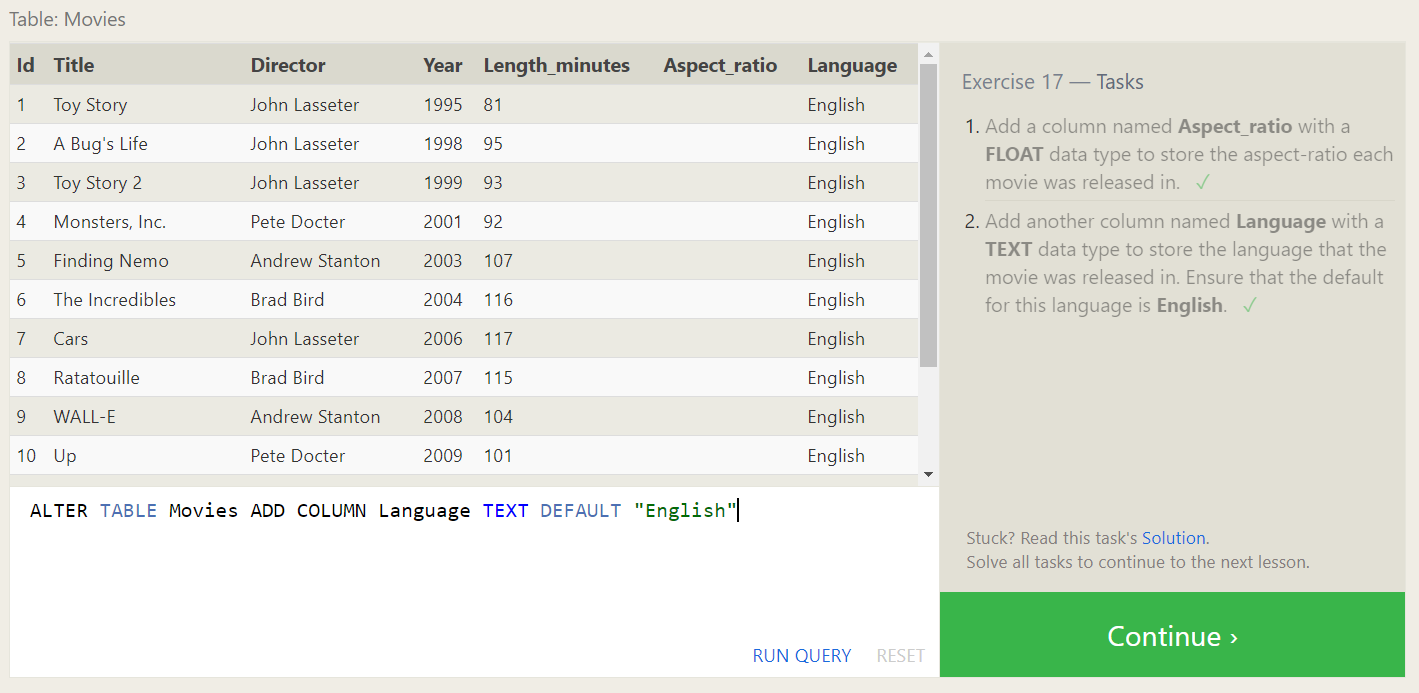 Table: Movies
Id Title Director Year Length_minutes Aspect_ratio Language
1 Toy Story John Lasseter 1995 81 English
2 A Bug's Life John Lasseter 1998 95 English
3 Toy Story 2 John Lasseter 1999 93 English
4 Monsters, Inc. Pete Docter 2001 92 English
5 Finding Nemo Andrew Stanton 2003 107 English
6 The Incredibles Brad Bird 2004 116 English
7 Cars John Lasseter 2006 117 English
8 Ratatouille Brad Bird 2007 115 English
9 WALL-E Andrew Stanton 2008 104 English
10 Up Pete Docter 2009 101 English
ALTER TABLE Movies ADD COLUMN Language TEXT DEFAULT "English"
RUN QUERY RESET
Exercise 17 — Tasks
1. Add a column named Aspect_ratio with a
FLOAT data type to store the aspect-ratio each
movie was released in. ✓
2. Add another column named Language with a
TEXT data type to store the language that the
movie was released in. Ensure that the default
for this language is English. ✓
Stuck? Read this task's Solution.
Solve all tasks to continue to the next lesson.
Continue ›